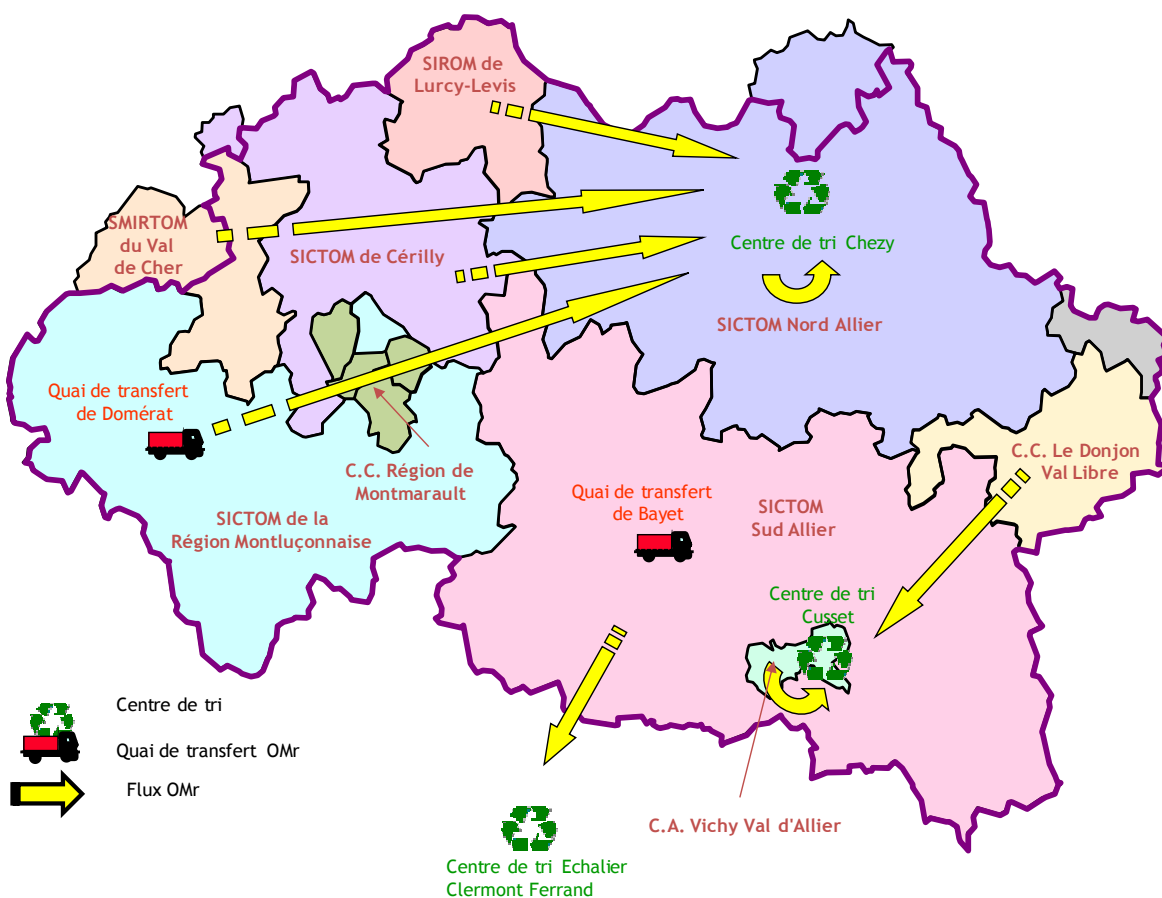 SIROM de
Lurcy-Levis
SMIRTOM
du Val
de Cher
SICTOM de Cérilly
Centre de tri Chezy
SICTOM Nord Allier
Quai de transfert
de Domérat
C.C. Région de
Montmarault
SICTOM de la
Région Montluçonnaise
Quai de transfert
de Bayet
SICTOM
Sud Allier
C.C. Le Donjon
Val Libre
Centre de tri
Cusset
C.A. Vichy Val d'Allier
Centre de tri Echalier
Clermont Ferrand
Centre de tri
Quai de transfert OMr
Flux OMr